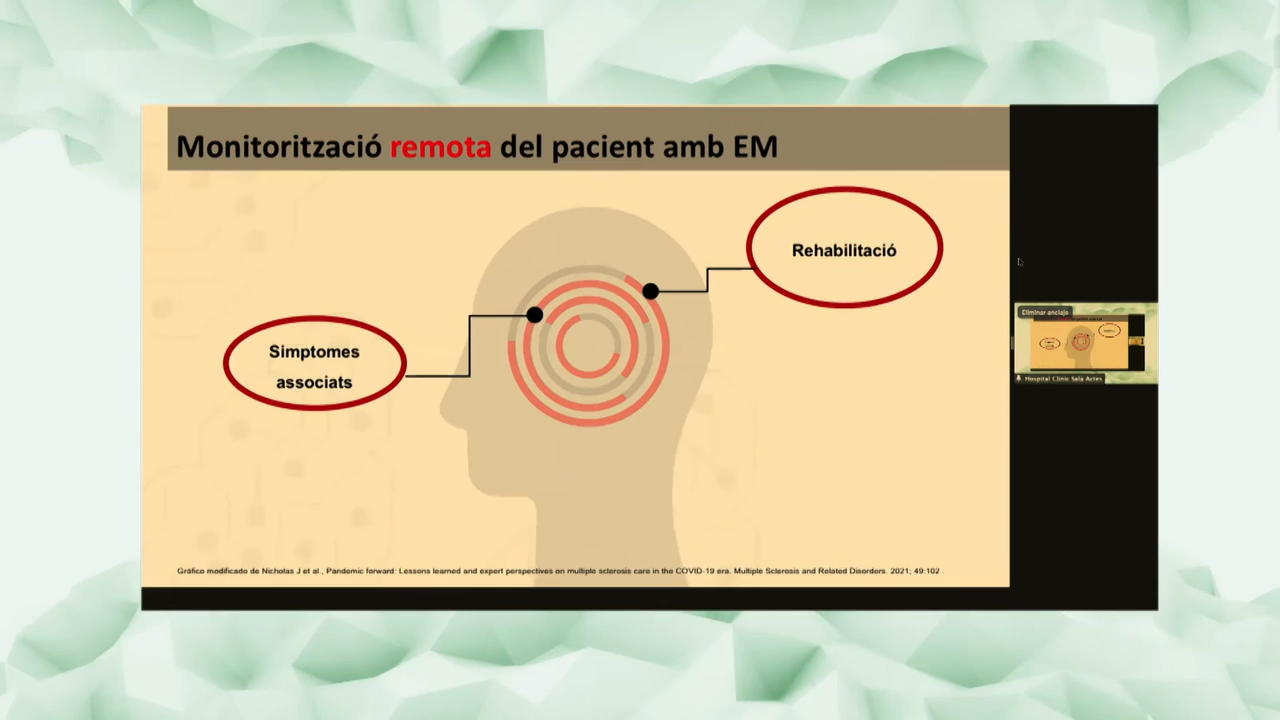 Monitorització remota del pacient amb EM
Rehabilitació
Simptomes
associats
Eliminar anclaje
Hospital Clinic Sala Actes
Gráfico modificado de Nicholas J et al., Pandemic forward: Lessons learned and expert perspectives on multiple sclerosis care in the COVID-19 era. Multiple Sclerosis and Related Disorders. 2021; 49:102